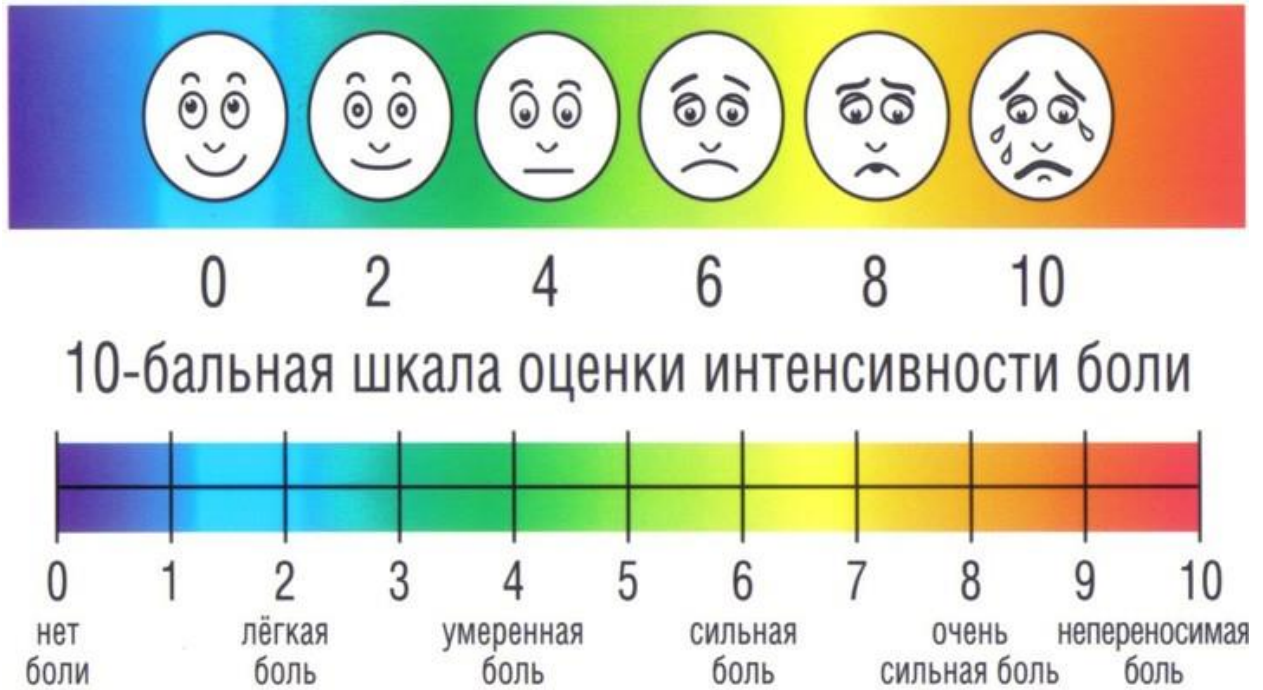 0 2 4 6 8 10
10-бальная шкала оценки интенсивности боли
0 1 2 3 4 5 6 7 8 9 10
нет лёгкая умеренная сильная очень непереносимая
боли боль боль боль сильная боль боль